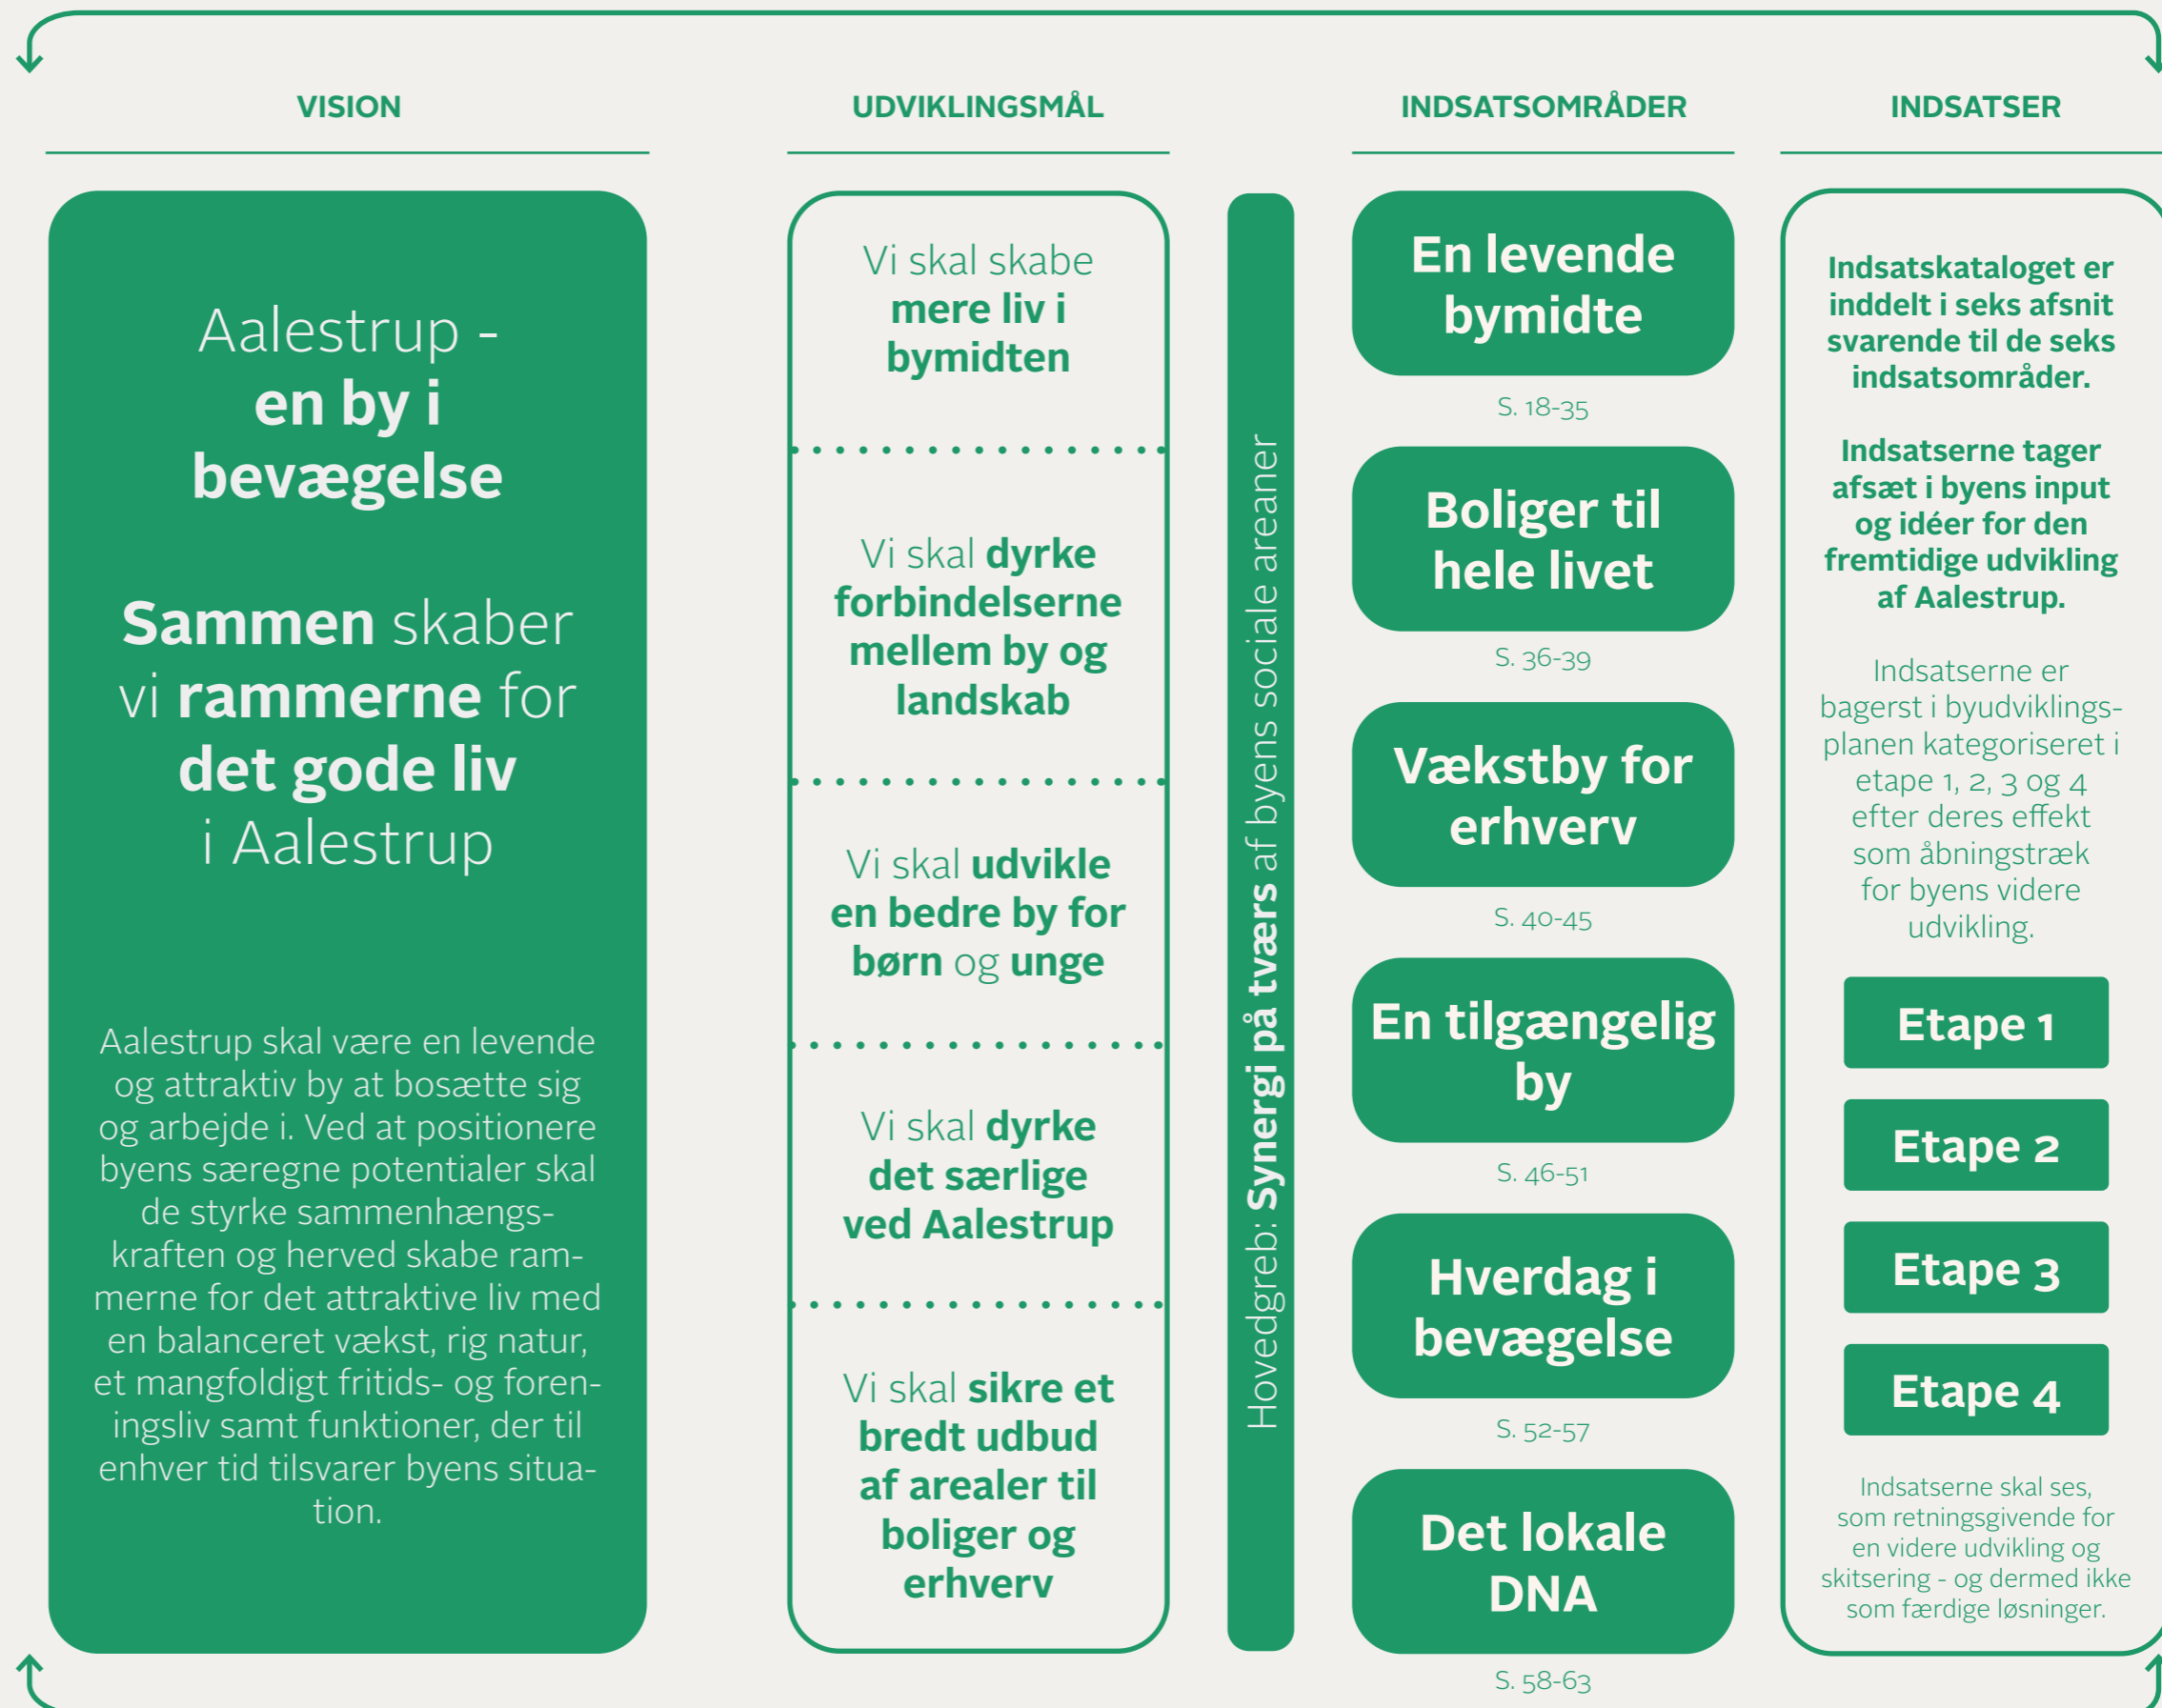 VISION
Aalestrup -
en by i
bevægelse
Sammen skaber
vi rammerne for
det gode liv
i Aalestrup
Aalestrup skal være en levende
og attraktiv by at bosætte sig
og arbejde i. Ved at positionere
byens særegne potentialer skal
de styrke sammenhængs-
kraften og herved skabe ram-
merne for det attraktive liv med
en balanceret vækst, rig natur,
et mangfoldigt fritids- og foren-
ingsliv samt funktioner, der til
enhver tid tilsvarer byens situa-
tion.
UDVIKLINGSMÅL
Vi skal skabe
mere liv i
bymidten
Vi skal dyrke
forbindelserne
mellem by og
landskab
Vi skal udvikle
en bedre by for
børn og unge
Vi skal dyrke
det særlige
ved Aalestrup
Vi skal sikre et
bredt udbud
af arealer til
boliger og
erhverv
Hovedgreb: Synergi på tværs af byens sociale areaner
INDSATSOMRÅDER
En levende
bymidte
S. 18-35
Boliger til
hele livet
S. 36-39
Vækstby for
erhverv
S. 40-45
En tilgængelig
by
S. 46-51
Hverdag i
bevægelse
S. 52-57
Det lokale
DNA
S. 58-63
INDSATSER
Indsatskataloget er
inddelt i seks afsnit
svarende til de seks
indsatsområder.
Indsatserne tager
afsæt i byens input
og idéer for den
fremtidige udvikling
af Aalestrup.
Indsatserne er
bagerst i byudviklings-
planen kategoriseret i
etape 1, 2, 3 og 4
efter deres effekt
som åbningstræk
for byens videre
udvikling.
Etape 1
Etape 2
Etape 3
Etape 4
Indsatserne skal ses,
som retningsgivende for
en videre udvikling og
skitsering - og dermed ikke
som færdige løsninger.